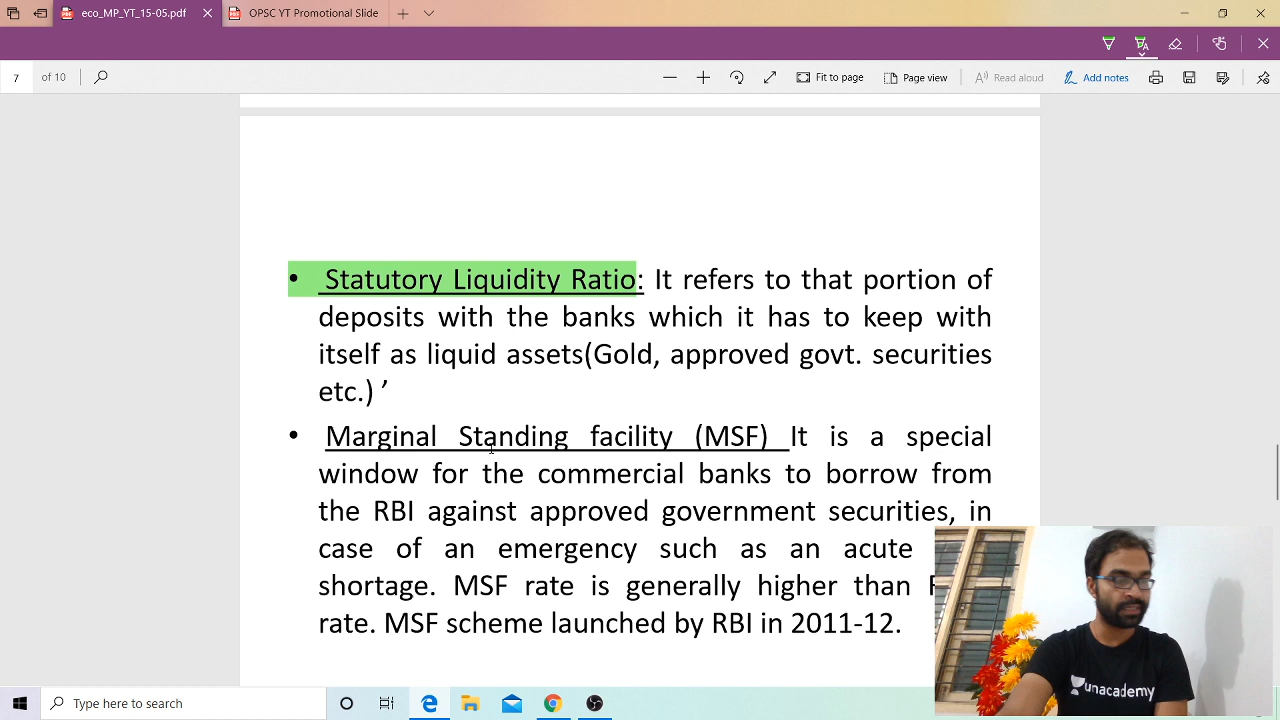 eco_MP_YT_15-05.pdf
OPSC YT Promotional Slide
7 of 10
Fit to page
Page view
Read aloud
Add notes
• Statutory Liquidity Ratio: It refers to that portion of
deposits with the banks which it has to keep with
itself as liquid assets(Gold, approved govt. securities
etc.) ’
• Marginal Standing facility (MSF) It is a special
window for the commercial banks to borrow from
the RBI against approved government securities, in
case of an emergency such as an acute
shortage. MSF rate is generally higher than
rate. MSF scheme launched by RBI in 2011-12.
unacademy
Type here to search